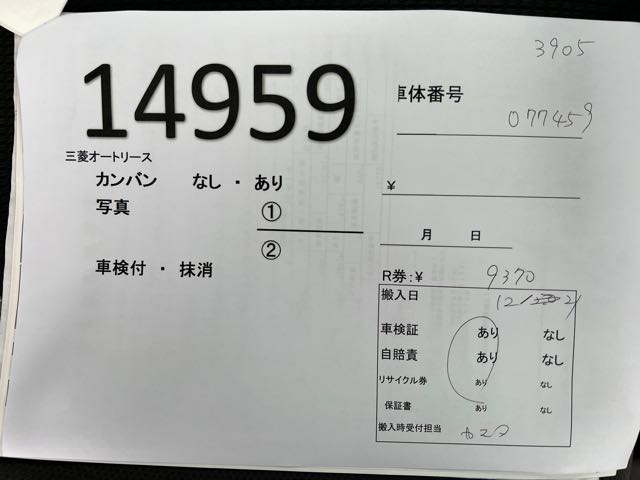 3905
14959
車体番号
077459
三菱オートリース
カンバン なし ・ あり
¥
写真 ①
②
月 日
車検付 ・ 抹消
R券:¥ 9370
搬入日 12/
車検証 あり なし
自賠責 あり なし
リサイクル券 あり なし
保証書 あり なし
搬入時受付担当